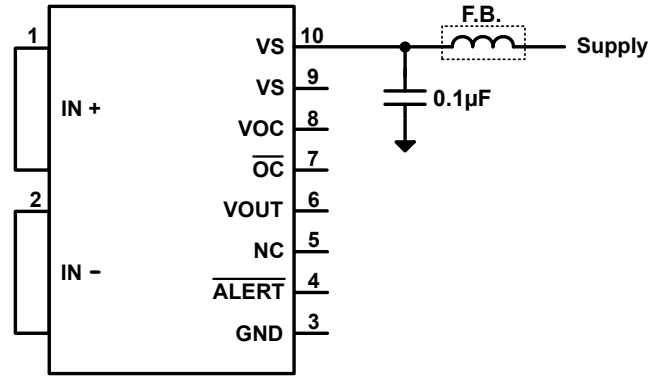 F.B.
1
VS 10
Supply
IN +
VS 9
0.1µF
VOC 8
OC 7
2
VOUT 6
NC 5
IN −
ALERT 4
GND 3